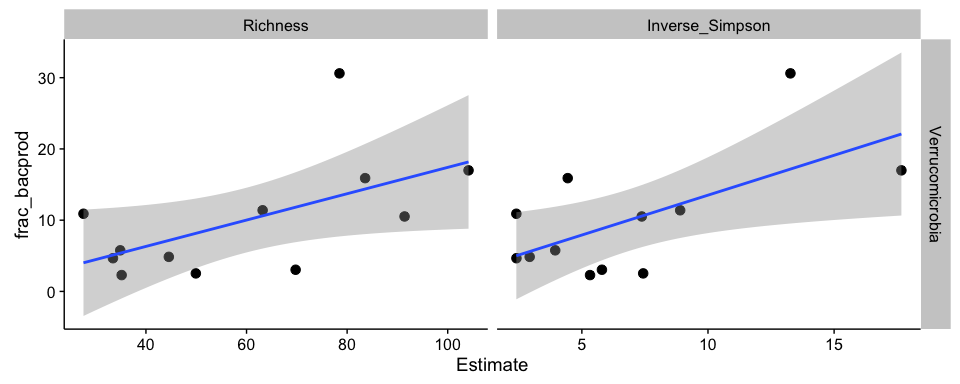 Richness
Inverse_Simpson
frac_bacprod
30
20
10
0
Verrucomicrobia
40 60 80 100
5 10 15
Estimate